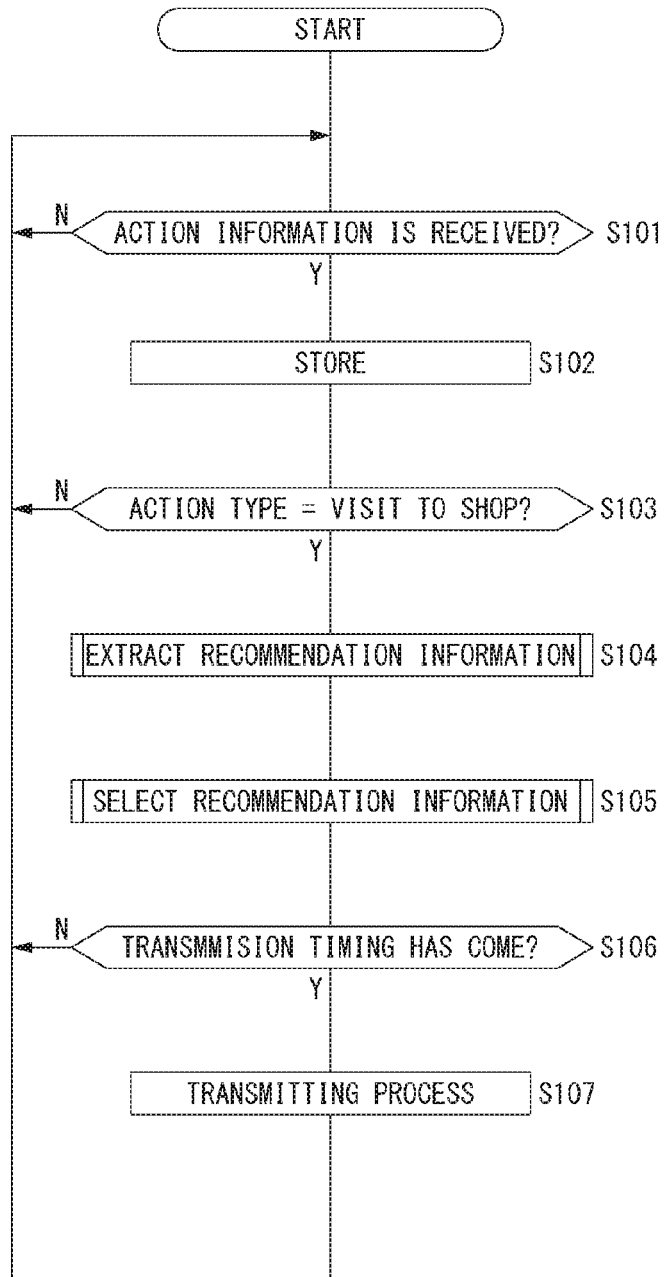 START
N
ACTION INFORMATION IS RECEIVED? S101
Y
STORE S102
N
ACTION TYPE = VISIT TO SHOP? S103
Y
EXTRACT RECOMMENDATION INFORMATION S104
SELECT RECOMMENDATION INFORMATION S105
N
TRANSMMISION TIMING HAS COME? S106
Y
TRANSMITTING PROCESS S107